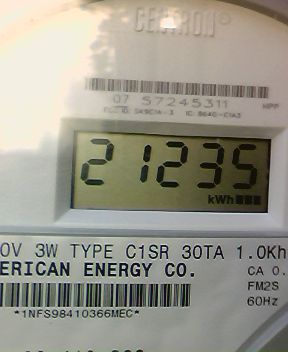 CENTRON®
07 57245311
21235
kWh
0V 3W TYPE C1SR 30TA 1.0Kh
ERICAN ENERGY CO.
CA 0.
FM2S
60Hz
*1NFS98410366MEC*